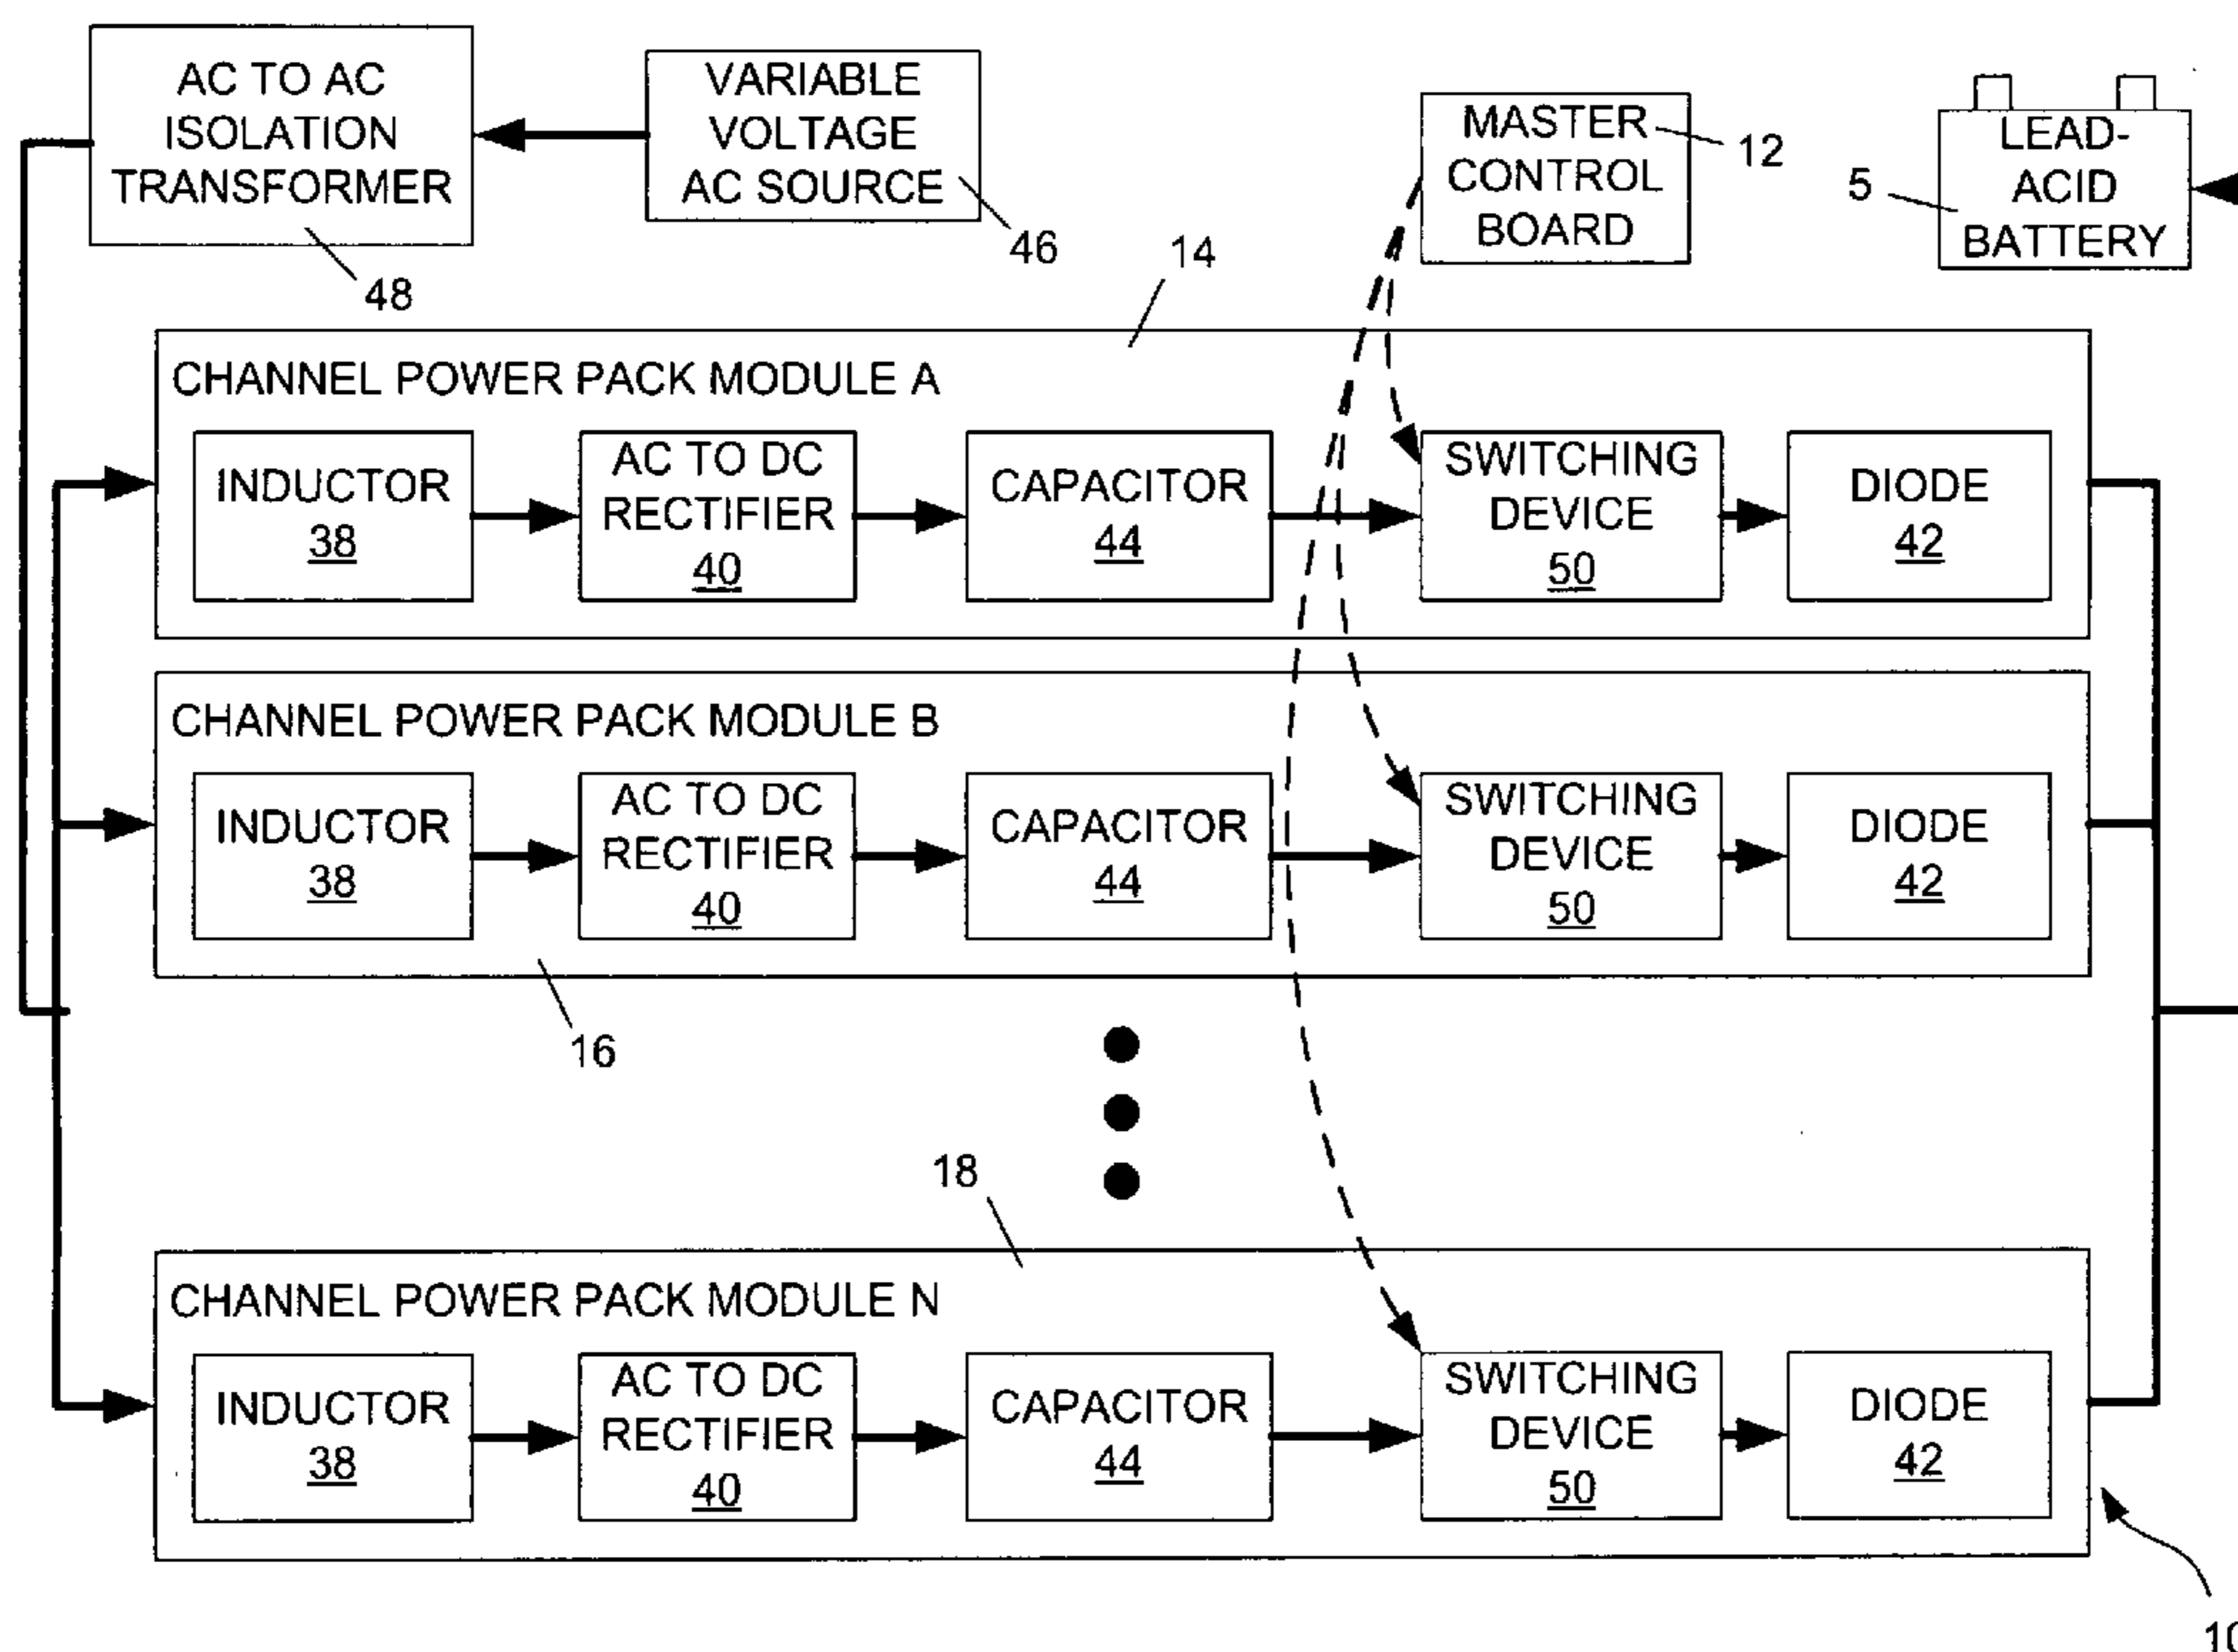 AC TO AC
ISOLATION
TRANSFORMER
48
VARIABLE
VOLTAGE
AC SOURCE
46
MASTER
CONTROL
BOARD
12
LEAD-
ACID
BATTERY
5
14
CHANNEL POWER PACK MODULE A
INDUCTOR
38
AC TO DC
RECTIFIER
40
CAPACITOR
44
SWITCHING
DEVICE
50
DIODE
42
CHANNEL POWER PACK MODULE B
INDUCTOR
38
AC TO DC
RECTIFIER
40
CAPACITOR
44
SWITCHING
DEVICE
50
DIODE
42
16
18
CHANNEL POWER PACK MODULE N
INDUCTOR
38
AC TO DC
RECTIFIER
40
CAPACITOR
44
SWITCHING
DEVICE
50
DIODE
42